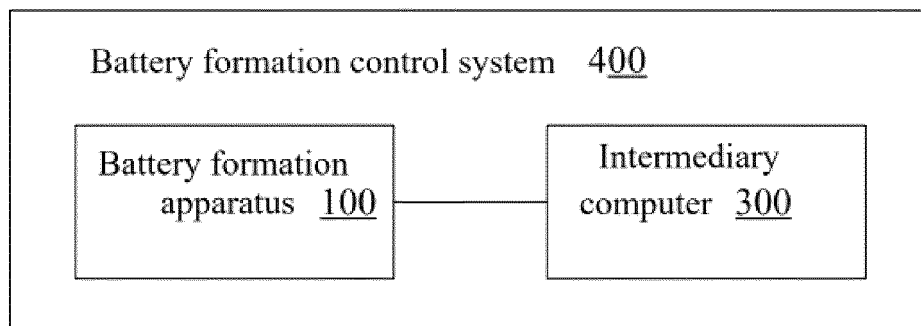 Battery formation control system 400
Battery formation
apparatus 100
Intermediary
computer 300